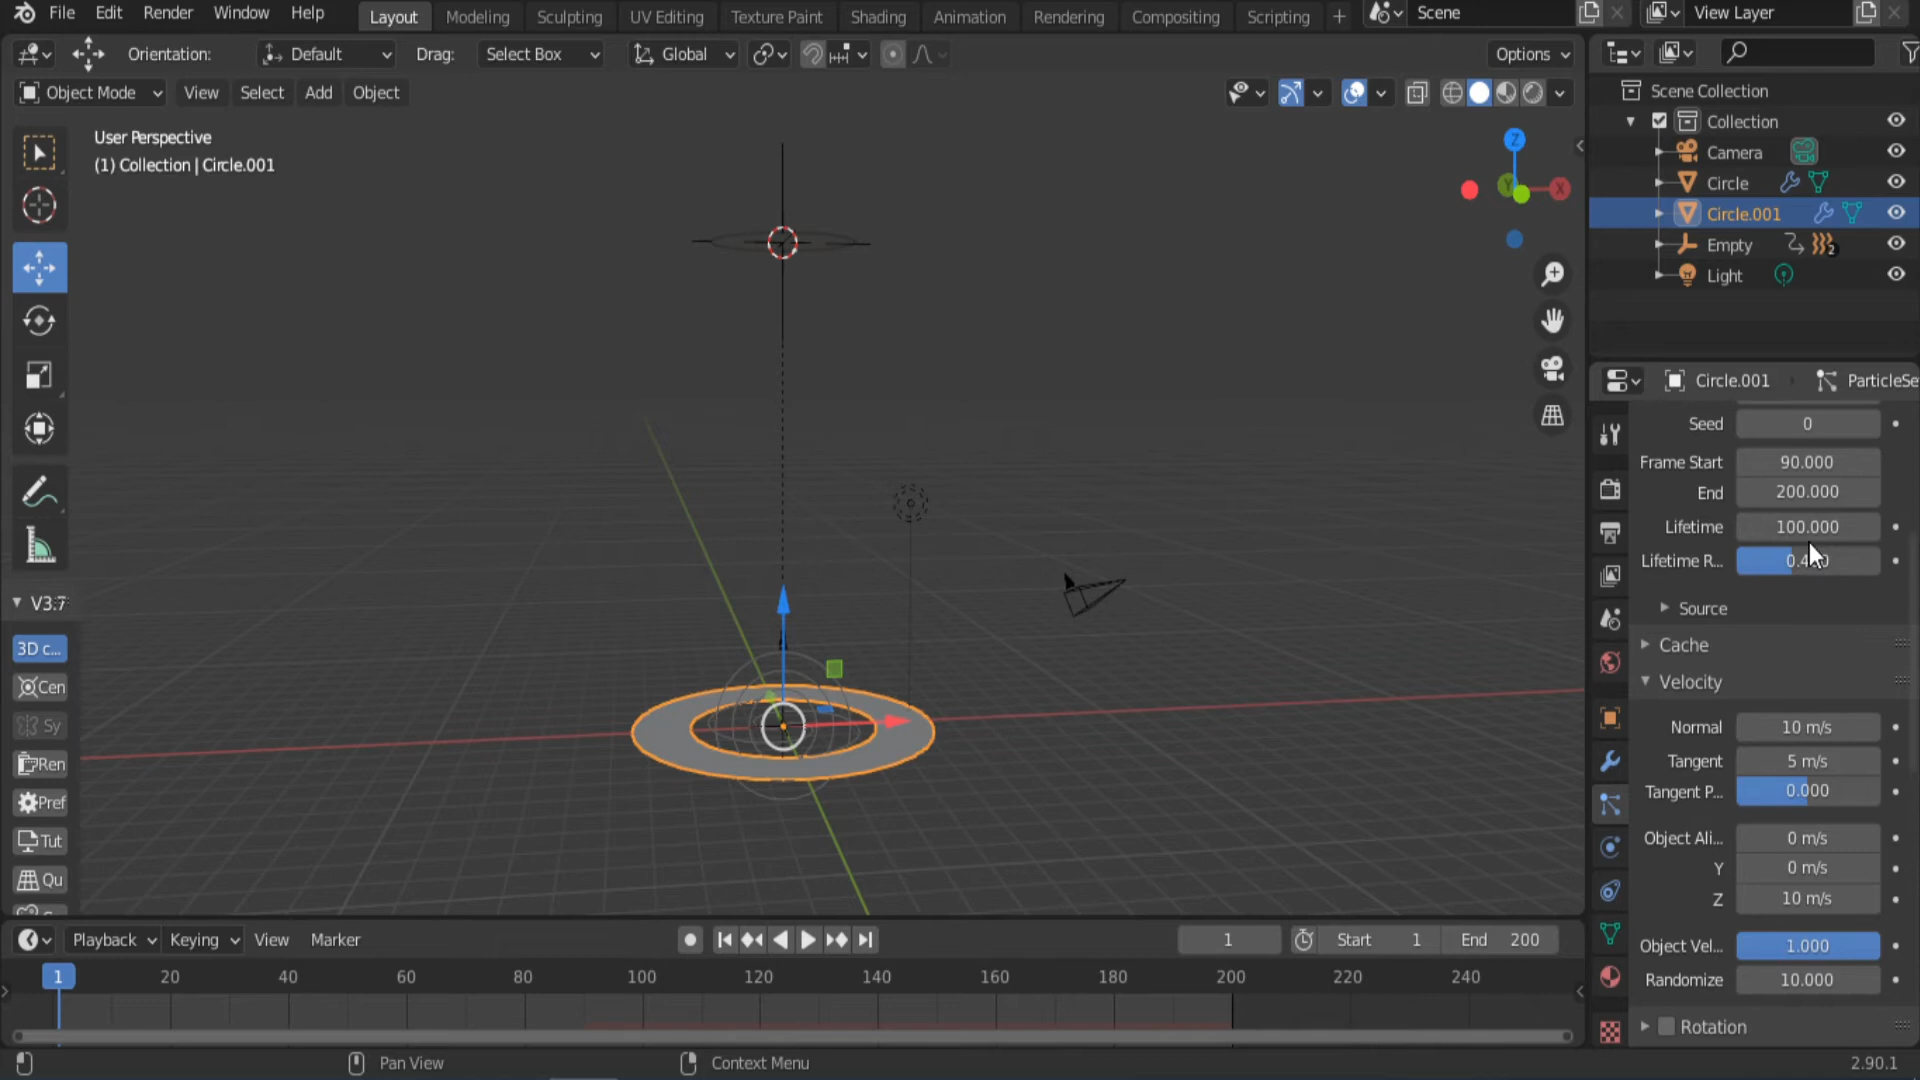 File Edit Render Window Help Layout Modeling Sculpting UV Editing Texture Paint Shading Animation Rendering Compositing Scripting + Scene View Layer
Orientation: Default Drag: Select Box Global Options
Object Mode View Select Add Object
User Perspective
(1) Collection | Circle.001
Z
Y
X
Scene Collection
Collection
Camera
Circle
Circle.001
Empty 2
Light
Circle.001 ParticleSe
Seed 0
Frame Start 90.000
End 200.000
Lifetime 100.000
Lifetime R...
Source
Cache
Velocity
Normal 10 m/s
Tangent 5 m/s
Tangent P... 0.000
Object Ali... 0 m/s
Y 0 m/s
Z 10 m/s
Object Vel... 1.000
Randomize 10.000
Rotation
V3.7
3D c...
Cen
Sy
Ren
Pref
Tut
Qu
Playback Keying View Marker 1 Start 1 End 200
1 20 40 60 80 100 120 140 160 180 200 220 240
Pan View Context Menu 2.90.1